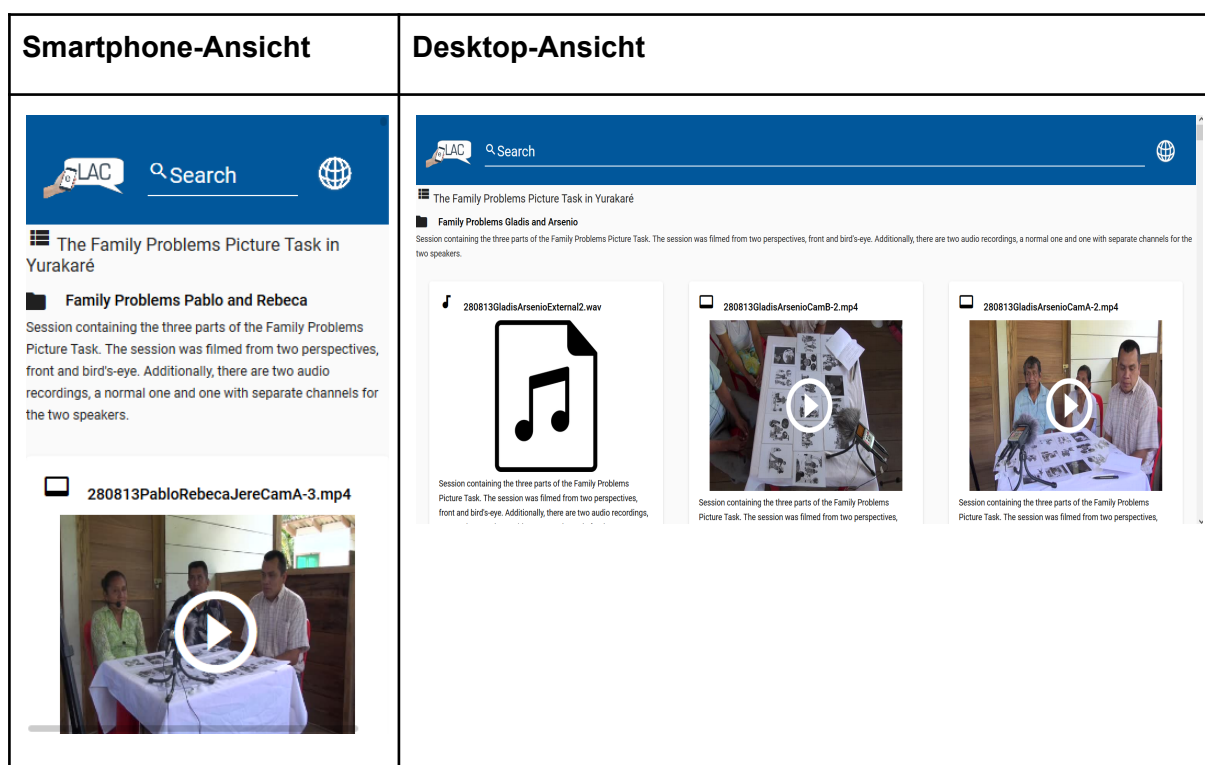 Smartphone-Ansicht
Desktop-Ansicht
LAC
Search
The Family Problems Picture Task in
Yurakaré
Family Problems Pablo and Rebeca
Session containing the three parts of the Family Problems
Picture Task. The session was filmed from two perspectives,
front and bird's-eye. Additionally, there are two audio
recordings, a normal one and one with separate channels for
the two speakers.
280813PabloRebecaJereCamA-3.mp4
LAC
Search
The Family Problems Picture Task in Yurakaré
Family Problems Gladis and Arsenio
Session containing the three parts of the Family Problems Picture Task. The session was filmed from two perspectives, front and bird's-eye. Additionally, there are two audio recordings, a normal one and one with separate channels for the
two speakers.
280813GladisArsenioExternal2.wav
Session containing the three parts of the Family Problems
Picture Task. The session was filmed from two perspectives,
front and bird's-eye. Additionally, there are two audio recordings,
280813GladisArsenioCamB-2.mp4
Session containing the three parts of the Family Problems
Picture Task. The session was filmed from two perspectives,
280813GladisArsenioCamA-2.mp4
Session containing the three parts of the Family Problems
Picture Task. The session was filmed from two perspectives,